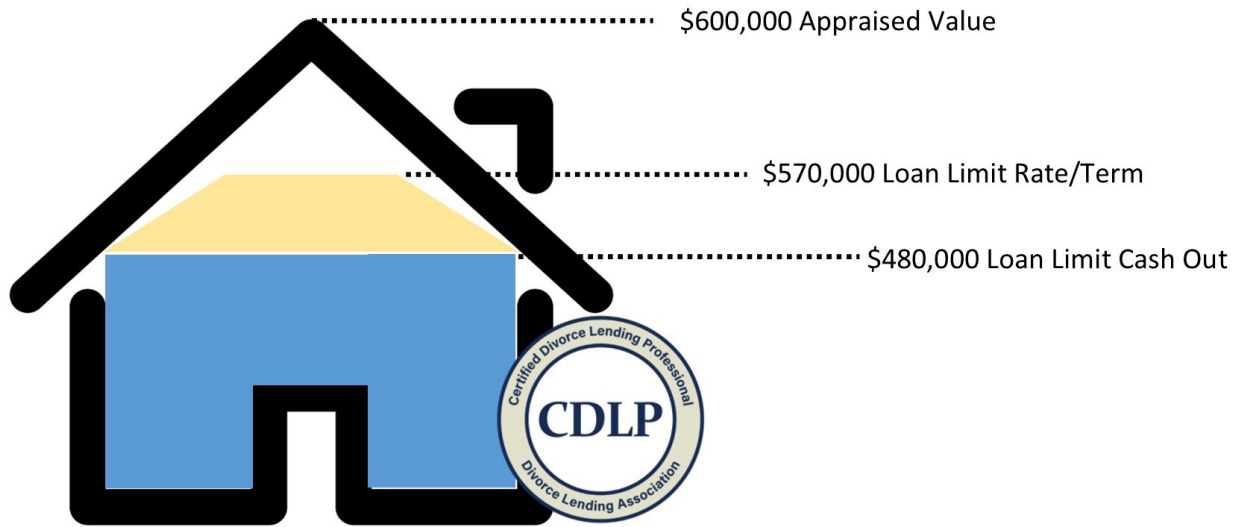 $600,000 Appraised Value
$570,000 Loan Limit Rate/Term
$480,000 Loan Limit Cash Out
Certified Divorce Lending Professional
CDLP
Divorce Lending Association